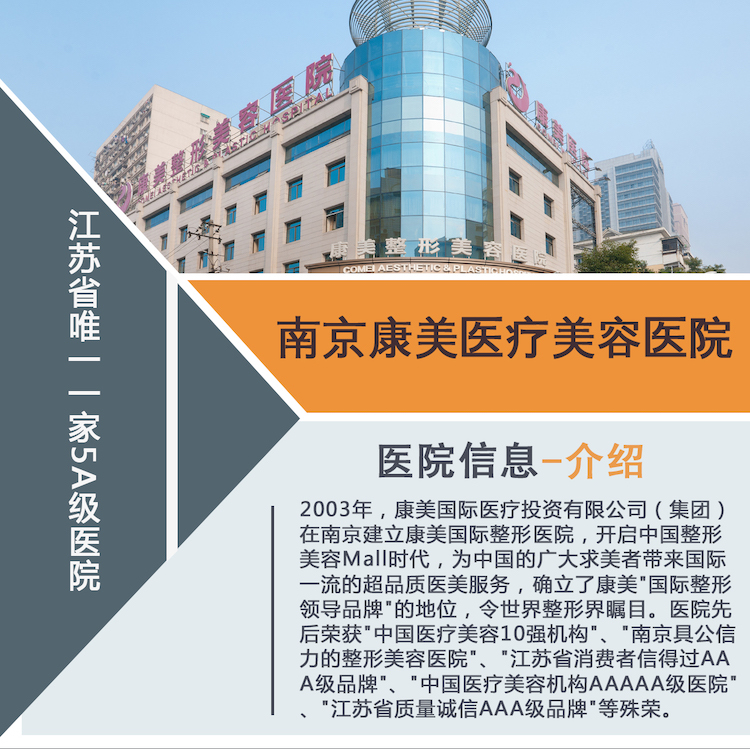 康美整形美容医院
COMEI AESTHETIC & PLASTIC HOSPITAL
康美整形美容医院
COMEI AESTHETIC & PLASTIC HO
江苏省唯一一家5A级医院
南京康美医疗美容医院
医院信息-介绍
2003年，康美国际医疗投资有限公司（集团）
在南京建立康美国际整形医院，开启中国整形
美容Mall时代，为中国的广大求美者带来国际
一流的超品质医美服务，确立了康美"国际整形
领导品牌"的地位，令世界整形界瞩目。医院先
后荣获"中国医疗美容10强机构"、"南京具公信
力的整形美容医院"、"江苏省消费者信得过AA
A级品牌"、"中国医疗美容机构AAAAA级医院"
、"江苏省质量诚信AAA级品牌"等殊荣。